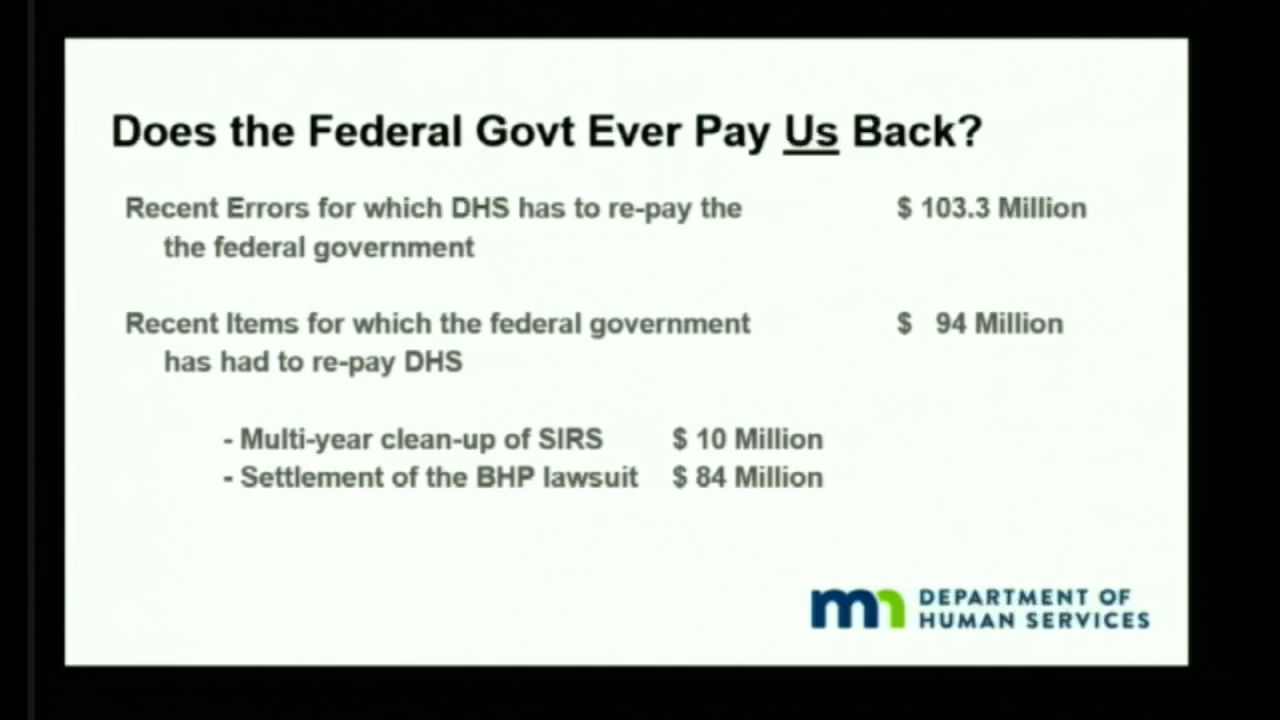 Does the Federal Govt Ever Pay Us Back?
Recent Errors for which DHS has to re-pay the $ 103.3 Million
the federal government
Recent Items for which the federal government $ 94 Million
has had to re-pay DHS
- Multi-year clean-up of SIRS $ 10 Million
- Settlement of the BHP lawsuit $ 84 Million
mn DEPARTMENT OF
HUMAN SERVICES